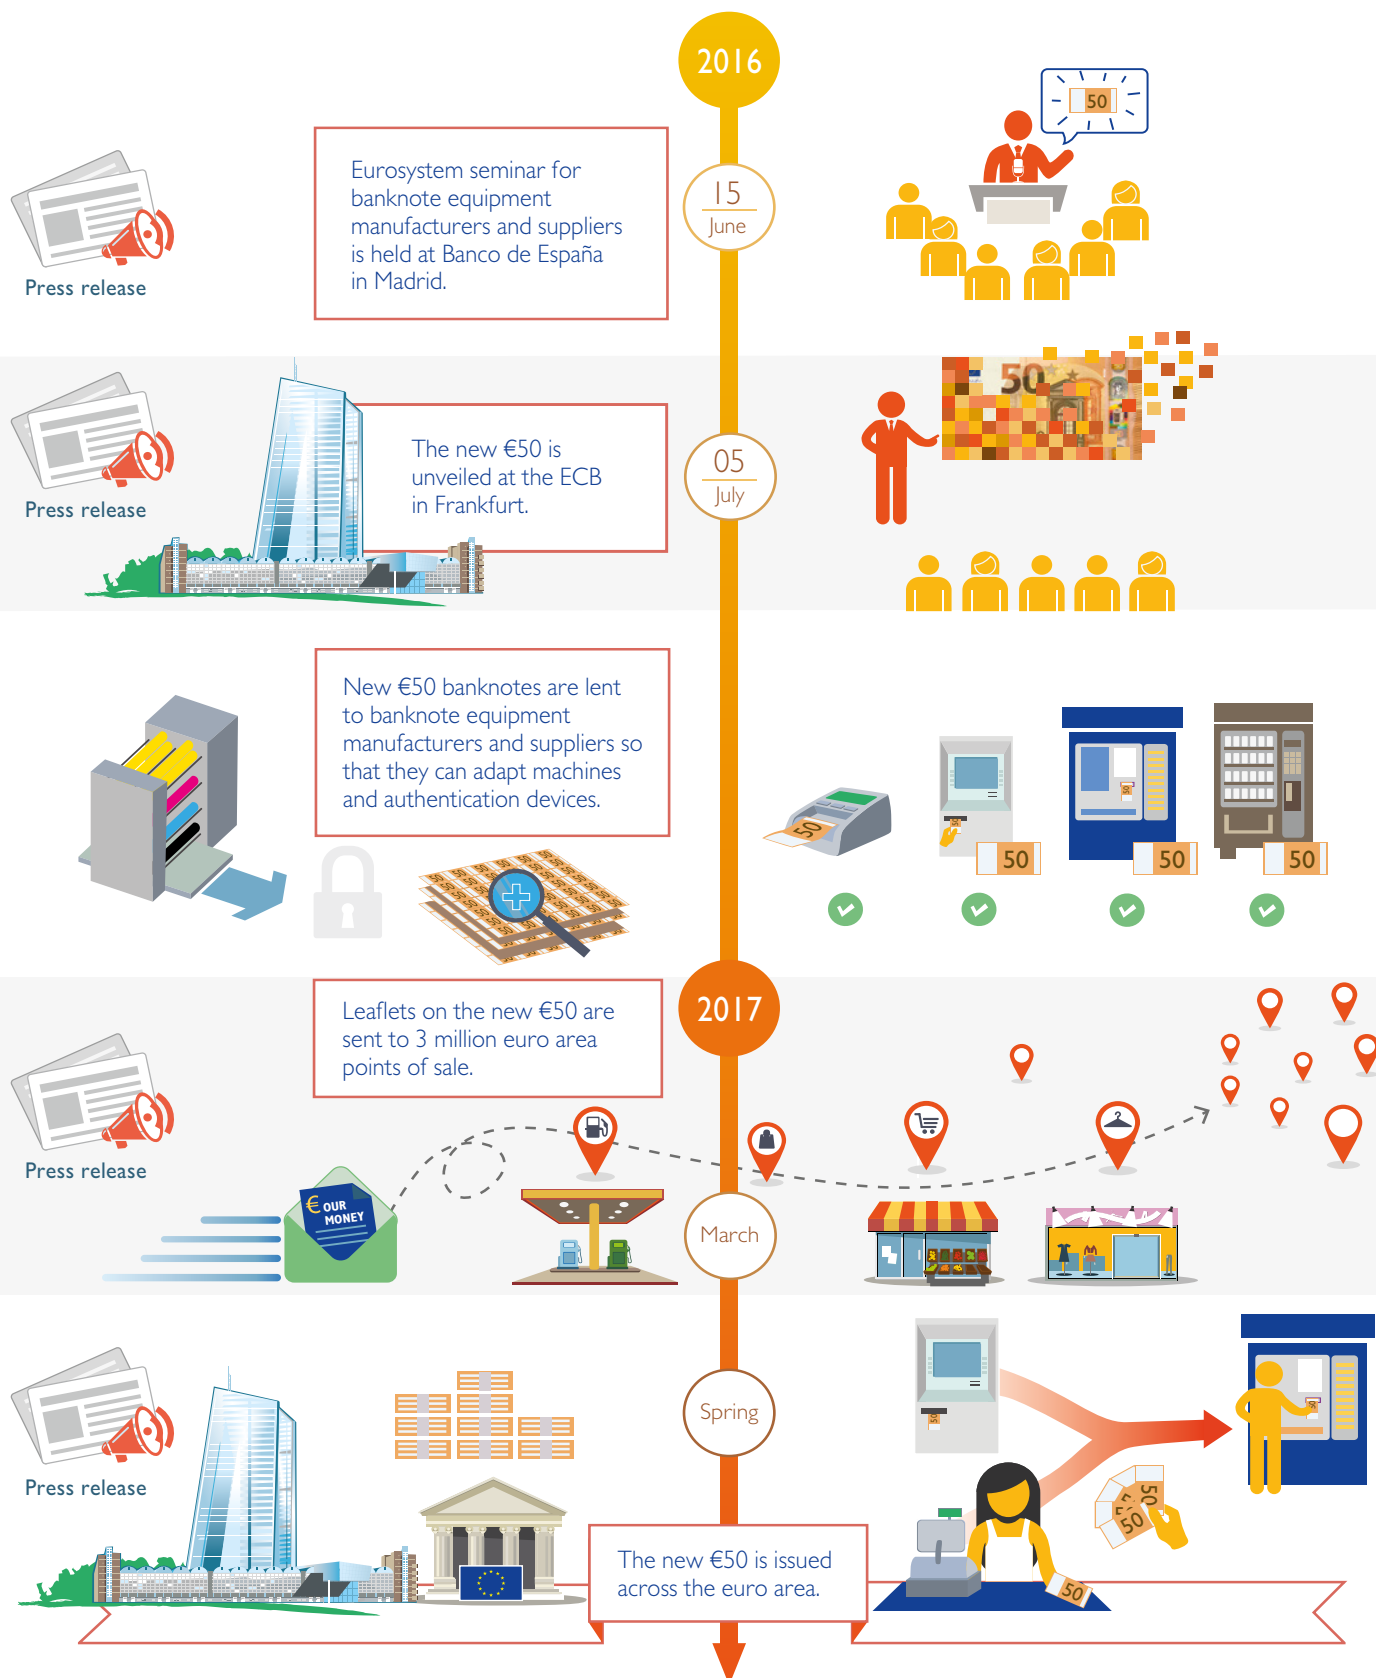 2016
50
Eurosystem seminar for
banknote equipment
manufacturers and suppliers
is held at Banco de España
in Madrid.
15
June
Press release
50
The new €50 is
unveiled at the ECB
in Frankfurt.
05
July
Press release
New €50 banknotes are lent
to banknote equipment
manufacturers and suppliers so
that they can adapt machines
and authentication devices.
50
50
50
50
50
50
2017
Leaflets on the new €50 are
sent to 3 million euro area
points of sale.
Press release
€ OUR
MONEY
March
Spring
50
50
Press release
50
50
The new €50 is issued
across the euro area.
50